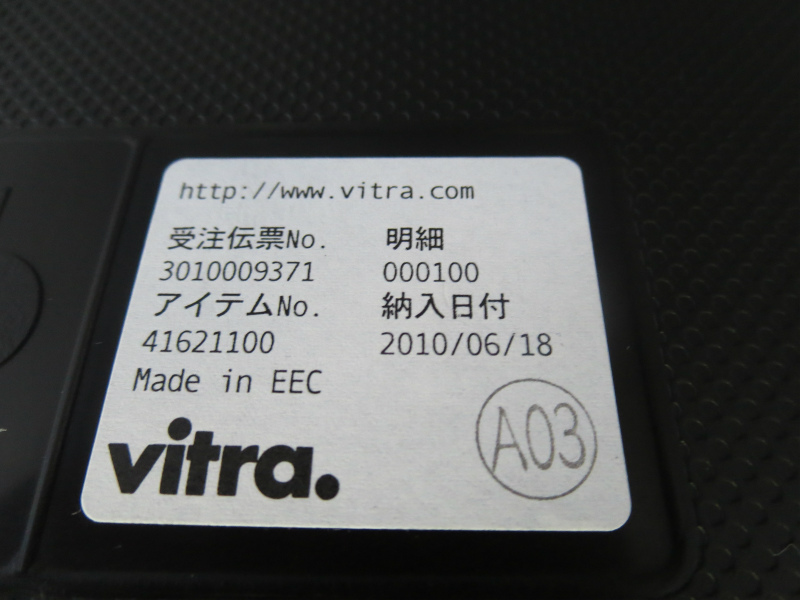 http://www.vitra.com
受注伝票No. 明細
3010009371 000100
アイテムNo. 納入日付
41621100 2010/06/18
Made in EEC
vitra.
A03